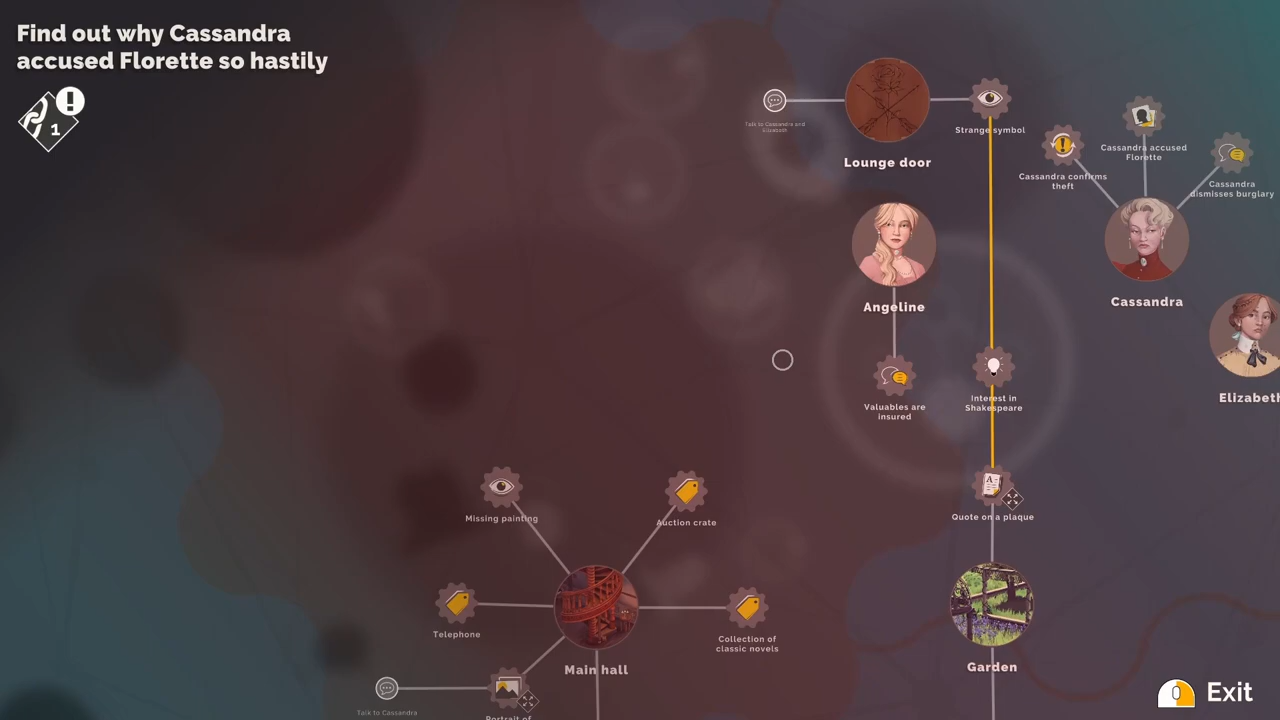 Find out why Cassandra
accused Florette so hastily
1
Talk to Cassandra and
Elizabeth
Strange symbol
Lounge door
Cassandra confirms
theft
Cassandra accused
Florette
Cassandra
dismisses burglary
Angeline
Cassandra
Valuables are
insured
Interest in
Shakespeare
Elizabeth
Missing painting
Auction crate
A-
Quote on a plaque
Telephone
Collection of
classic novels
Main hall
Garden
Talk to Cassandra
Portrait of
Exit